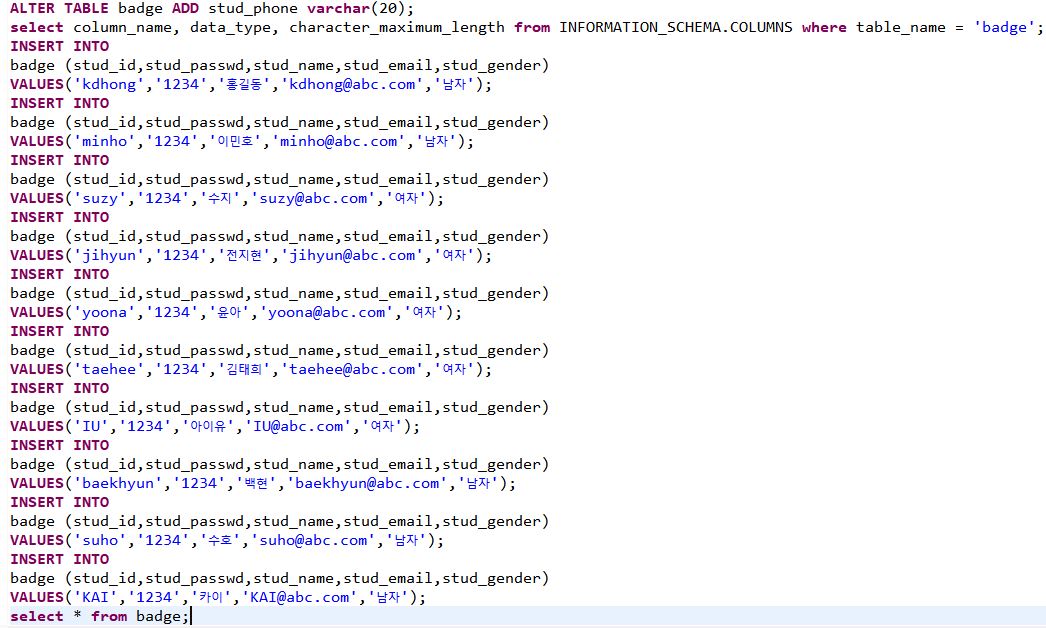 ALTER TABLE badge ADD stud_phone varchar(20);
select column_name, data_type, character_maximum_length from INFORMATION_SCHEMA.COLUMNS where table_name = 'badge';
INSERT INTO
badge (stud_id,stud_passwd,stud_name,stud_email,stud_gender)
VALUES('kdhong','1234','홍길동','kdhong@abc.com','남자');
INSERT INTO
badge (stud_id,stud_passwd,stud_name,stud_email,stud_gender)
VALUES('minho','1234','이민호','minho@abc.com','남자');
INSERT INTO
badge (stud_id,stud_passwd,stud_name,stud_email,stud_gender)
VALUES('suzy','1234','수지','suzy@abc.com','여자');
INSERT INTO
badge (stud_id,stud_passwd,stud_name,stud_email,stud_gender)
VALUES('jihyun','1234','전지현','jihyun@abc.com','여자');
INSERT INTO
badge (stud_id,stud_passwd,stud_name,stud_email,stud_gender)
VALUES('yoona','1234','윤아','yoona@abc.com','여자');
INSERT INTO
badge (stud_id,stud_passwd,stud_name,stud_email,stud_gender)
VALUES('taehee','1234','김태희','taehee@abc.com','여자');
INSERT INTO
badge (stud_id,stud_passwd,stud_name,stud_email,stud_gender)
VALUES('IU','1234','아이유','IU@abc.com','여자');
INSERT INTO
badge (stud_id,stud_passwd,stud_name,stud_email,stud_gender)
VALUES('baekhyun','1234','백현','baekhyun@abc.com','남자');
INSERT INTO
badge (stud_id,stud_passwd,stud_name,stud_email,stud_gender)
VALUES('suho','1234','수호','suho@abc.com','남자');
INSERT INTO
badge (stud_id,stud_passwd,stud_name,stud_email,stud_gender)
VALUES('KAI','1234','카이','KAI@abc.com','남자');
select * from badge;